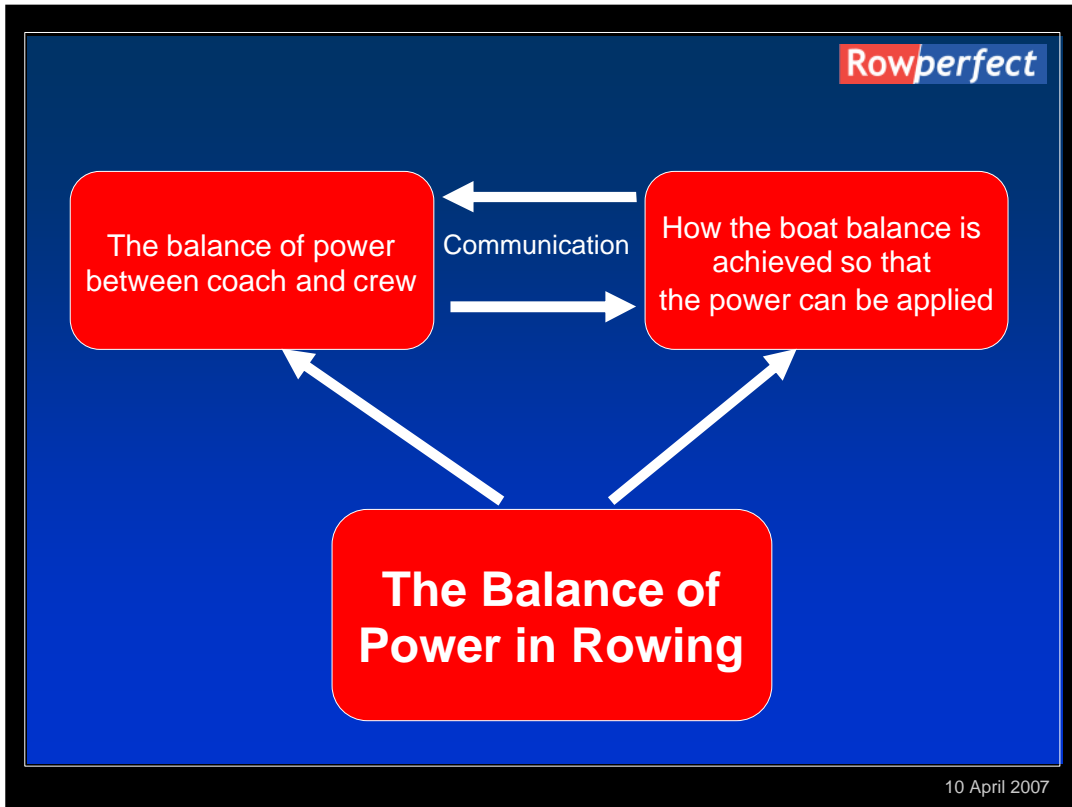 Rowperfect
The balance of power
between coach and crew
Communication
How the boat balance is
achieved so that
the power can be applied
The Balance of
Power in Rowing
10 April 2007